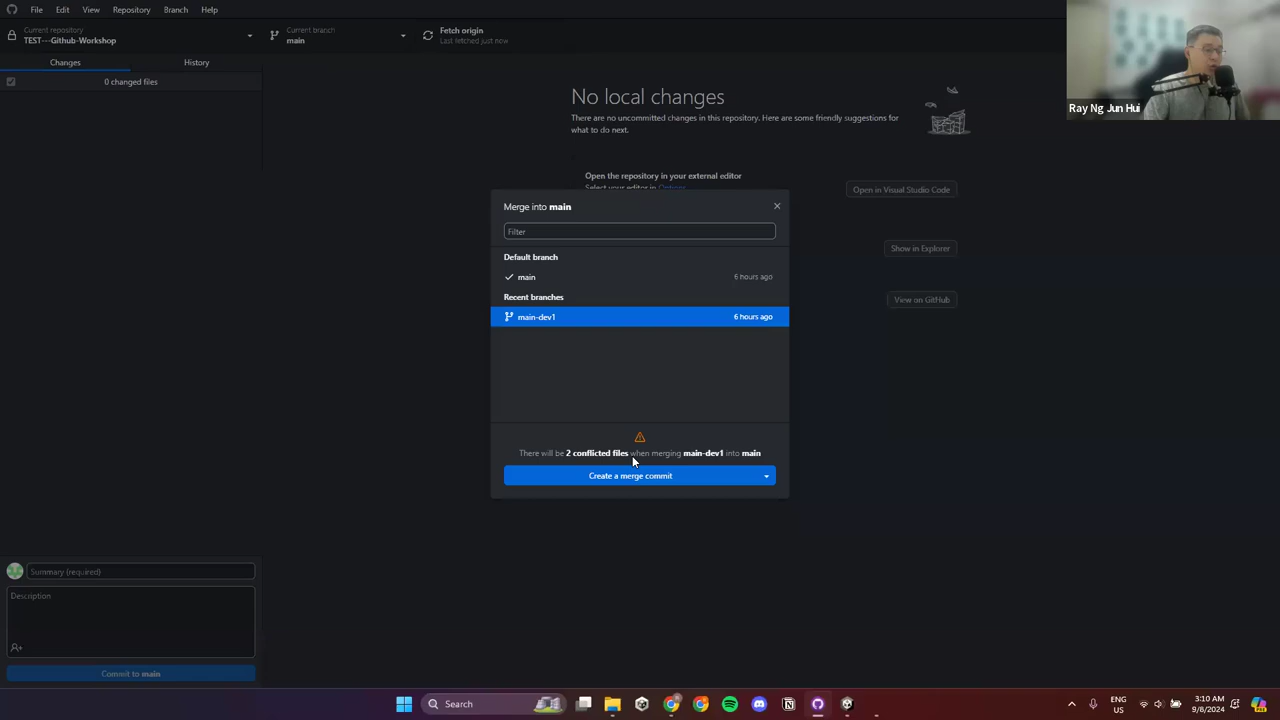 File Edit View Repository Branch Help
Current repository
TEST---Github-Workshop
Current branch
main
Fetch origin
Last fetched just now
Changes
History
0 changed files
No local changes
There are no uncommitted changes in this repository. Here are some friendly suggestions for
what to do next.
Open the repository in your external editor
Select your editor in Options
Open in Visual Studio Code
Show in Explorer
View on GitHub
Ray Ng Jun Hui
Merge into main
Filter
Default branch
main
6 hours ago
Recent branches
main-dev1
6 hours ago
There will be 2 conflicted files when merging main-dev1 into main
Create a merge commit
Summary (required)
Description
Commit to main
Search
ENG
US
3:10 AM
9/8/2024